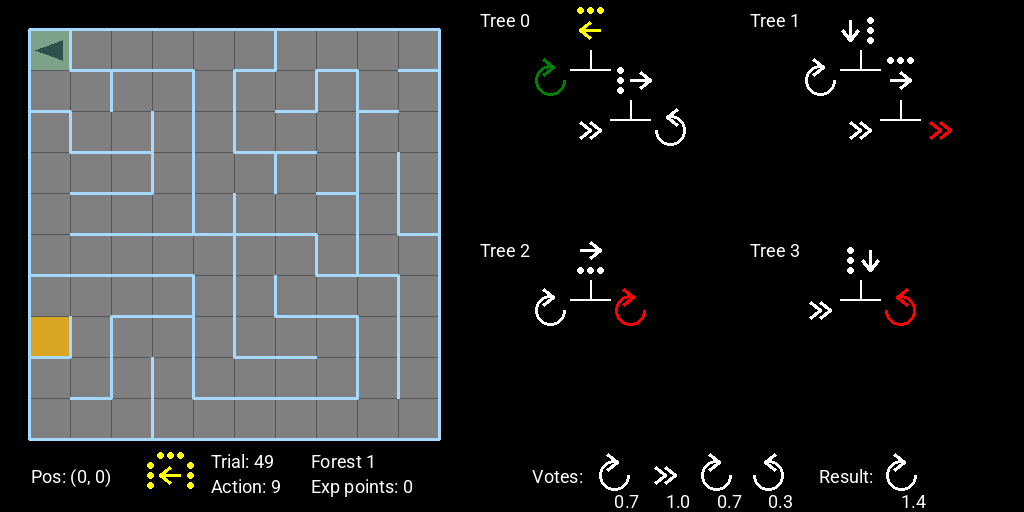 Tree 0
Tree 1
Tree 2
Tree 3
Pos: (0, 0)
Trial: 49
Action: 9
Forest 1
Exp points: 0
Votes:
0.7
1.0
0.7
0.3
Result:
1.4